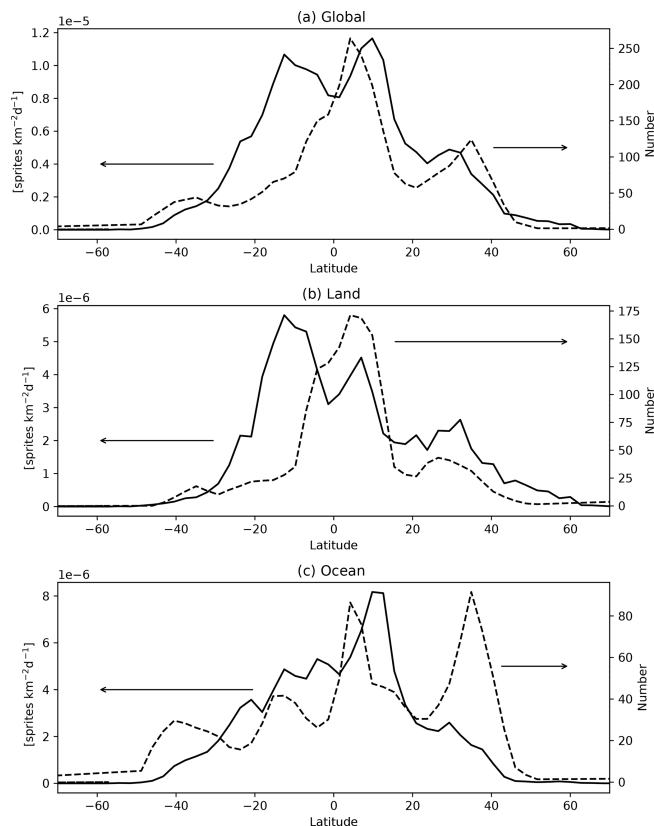 (a) Global
1e−5
1.2
1.0
0.8
0.6
0.4
0.2
0.0
[sprites km⁻²d⁻¹]
250
200
150
100
50
0
Number
−60 −40 −20 0 20 40 60
Latitude
(b) Land
1e−6
6
5
4
3
2
1
0
[sprites km⁻²d⁻¹]
175
150
125
100
75
50
25
0
Number
−60 −40 −20 0 20 40 60
Latitude
(c) Ocean
1e−6
8
6
4
2
0
[sprites km⁻²d⁻¹]
80
60
40
20
0
Number
−60 −40 −20 0 20 40 60
Latitude